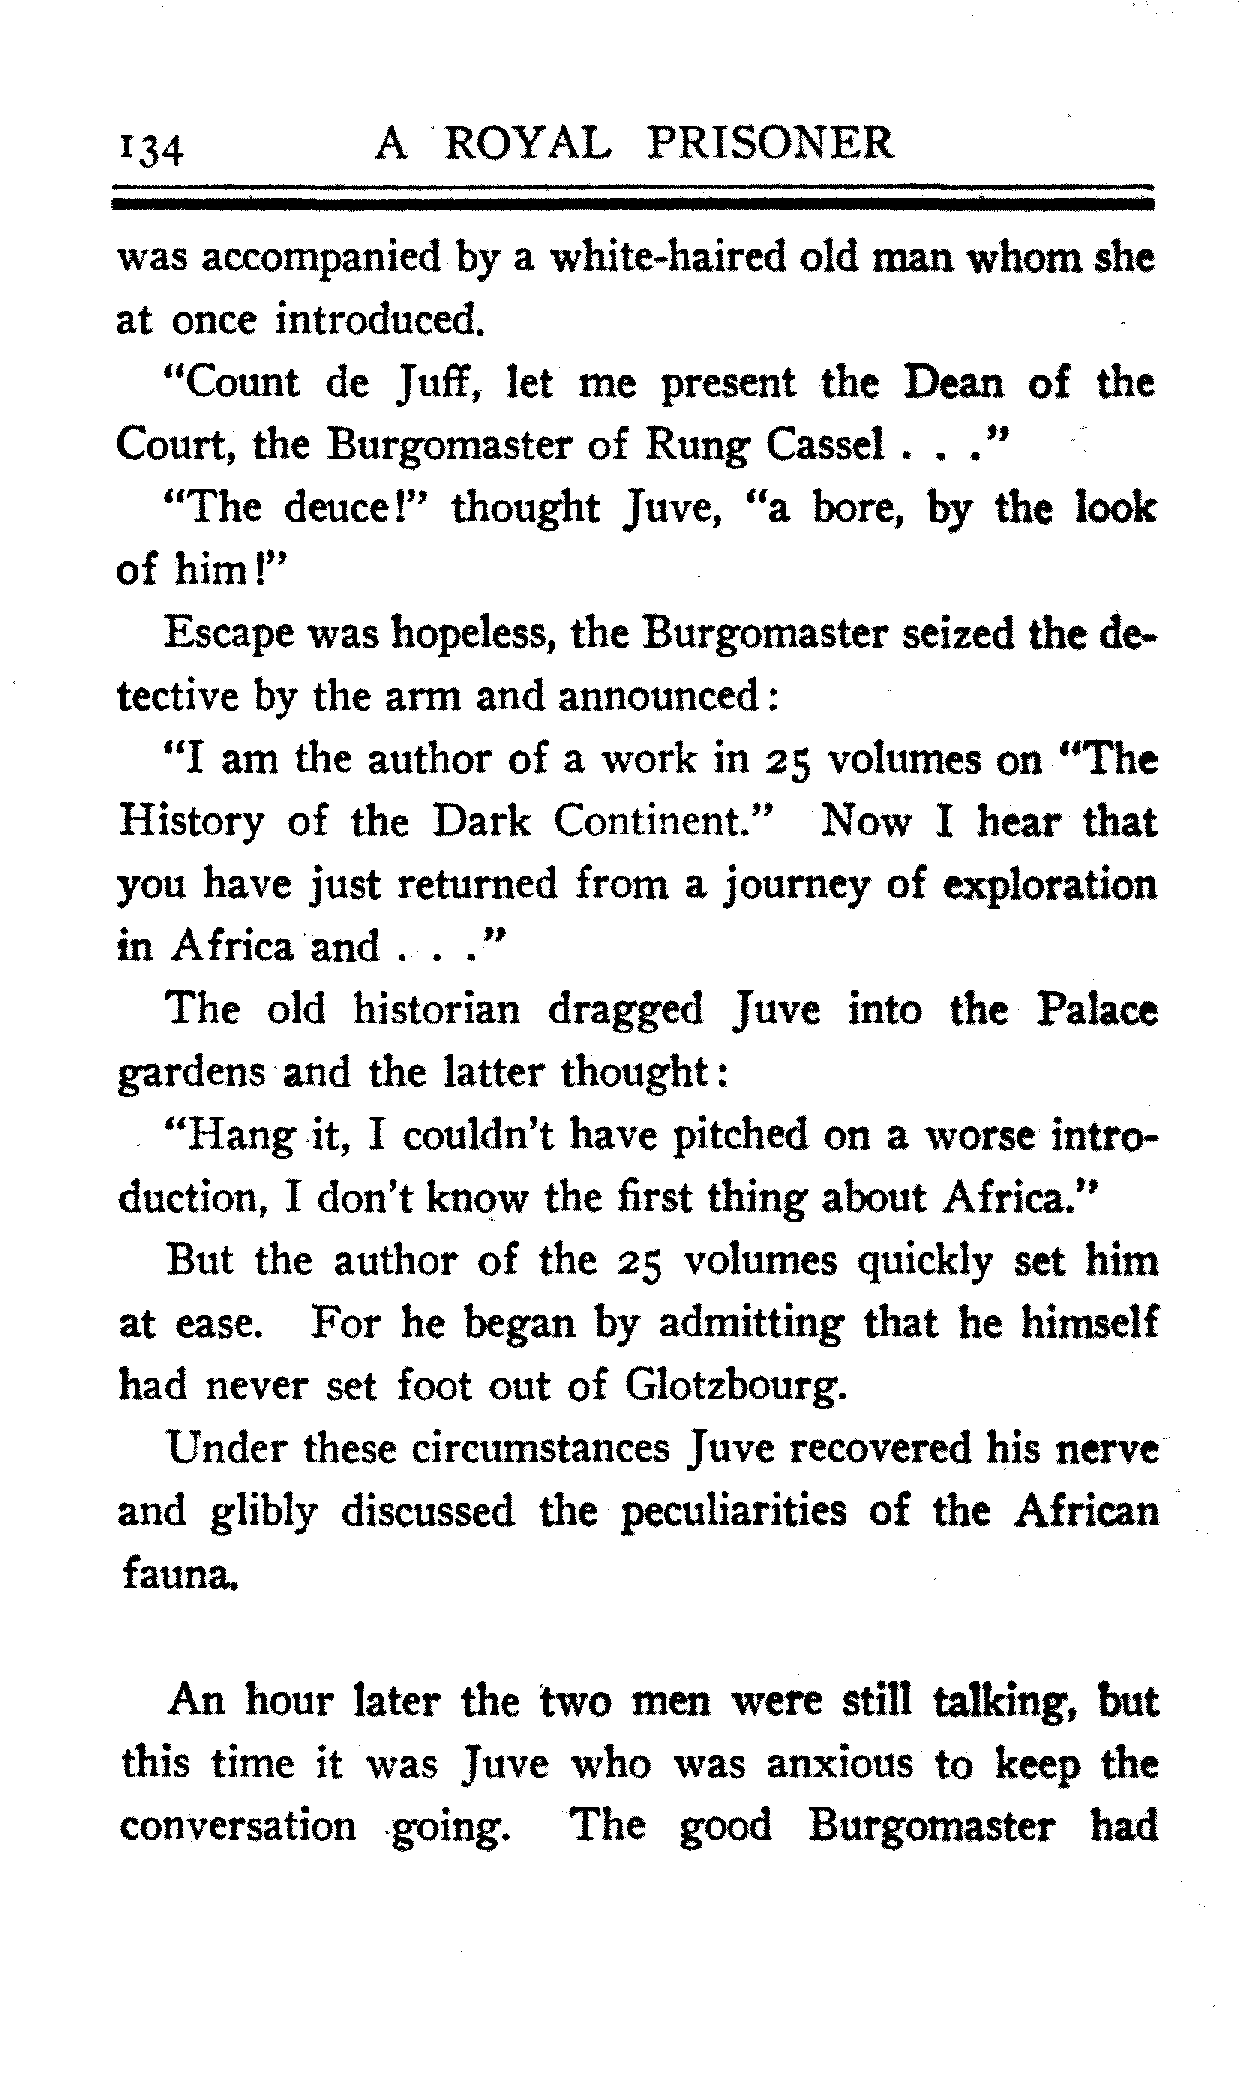 134 A ROYAL PRISONER
was accompanied by a white-haired old man whom she
at once introduced.
"Count de Juff, let me present the Dean of the
Court, the Burgomaster of Rung Cassel . . ."
"The deuce!" thought Juve, "a bore, by the look
of him!"
Escape was hopeless, the Burgomaster seized the de-
tective by the arm and announced:
"I am the author of a work in 25 volumes on "The
History of the Dark Continent." Now I hear that
you have just returned from a journey of exploration
in Africa and . . ."
The old historian dragged Juve into the Palace
gardens and the latter thought:
"Hang it, I couldn't have pitched on a worse intro-
duction, I don't know the first thing about Africa."
But the author of the 25 volumes quickly set him
at ease. For he began by admitting that he himself
had never set foot out of Glotzbourg.
Under these circumstances Juve recovered his nerve
and glibly discussed the peculiarities of the African
fauna.
An hour later the two men were still talking, but
this time it was Juve who was anxious to keep the
conversation going. The good Burgomaster had